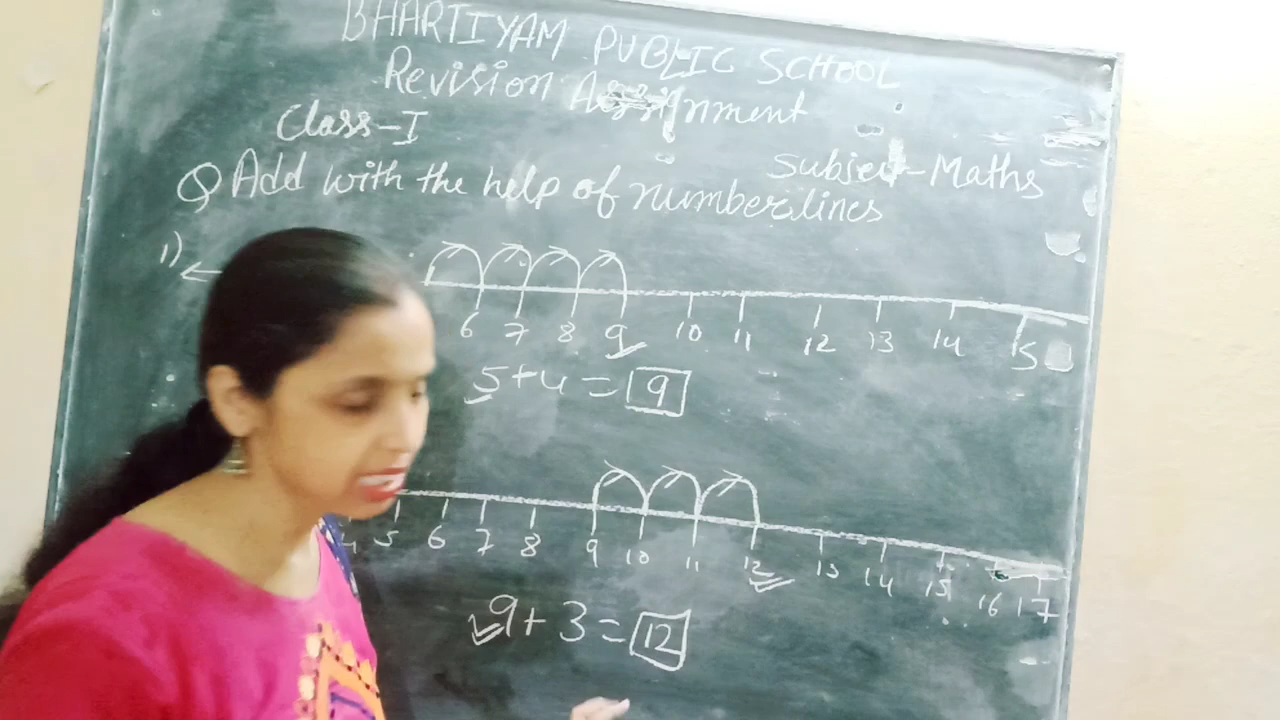 BHARTIYAM PUBLIC SCHOOL
Revision Assignment
Class-I
Subject-Maths
Q Add with the help of number lines
1)
6 7 8 9 10 11 12 13 14 15
5+4=9
5 6 7 8 9 10 11 12 13 14 15 16 17
9+3=12